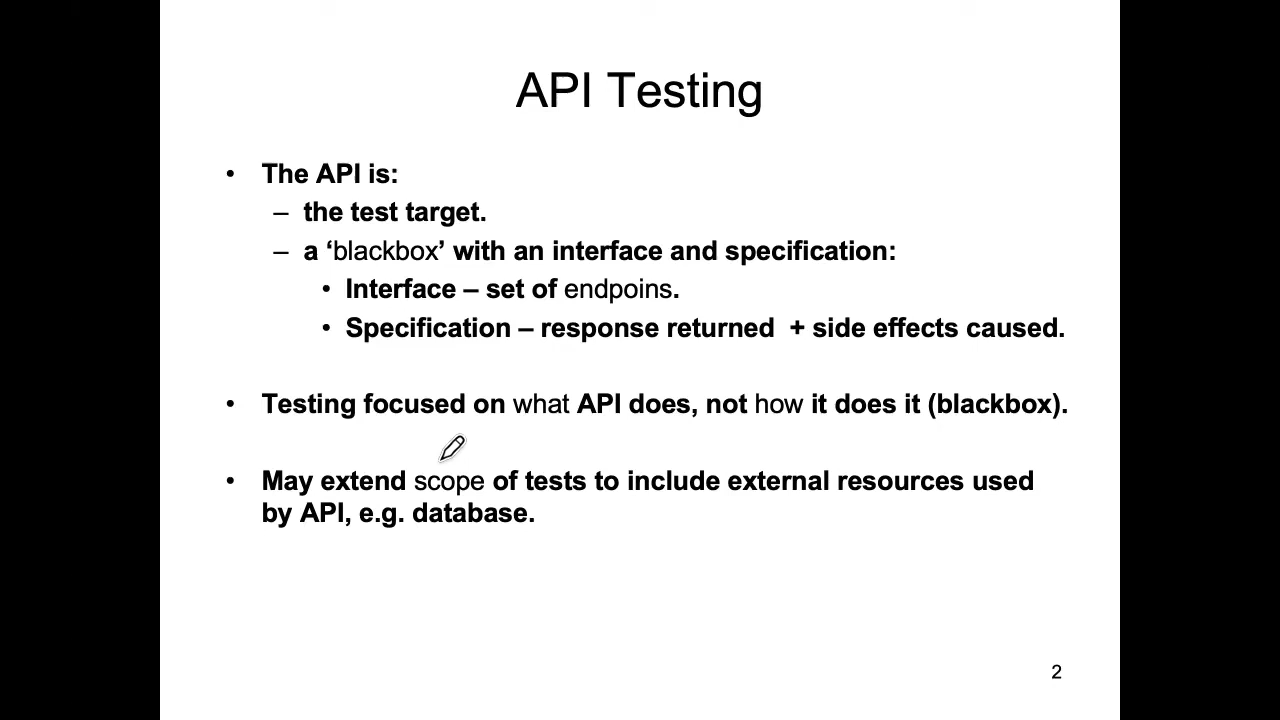 API Testing
• The API is:
– the test target.
– a ‘blackbox’ with an interface and specification:
• Interface – set of endpoins.
• Specification – response returned + side effects caused.
• Testing focused on what API does, not how it does it (blackbox).
• May extend scope of tests to include external resources used
by API, e.g. database.
2